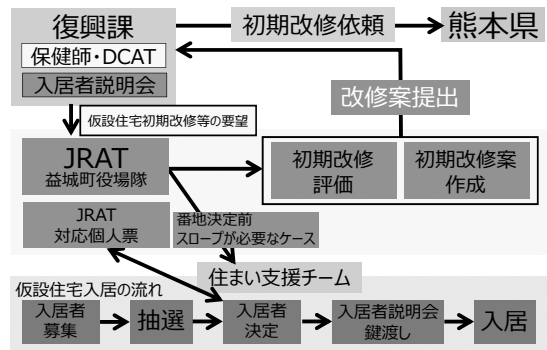 復興課
保健師・DCAT
入居者説明会
初期改修依頼
熊本県
改修案提出
仮設住宅初期改修等の要望
JRAT
益城町役場隊
初期改修
評価
初期改修案
作成
JRAT
対応個人票
番地決定前
スロープが必要なケース
住まい支援チーム
仮設住宅入居の流れ
入居者
募集
抽選
入居者
決定
入居者説明会
鍵渡し
入居